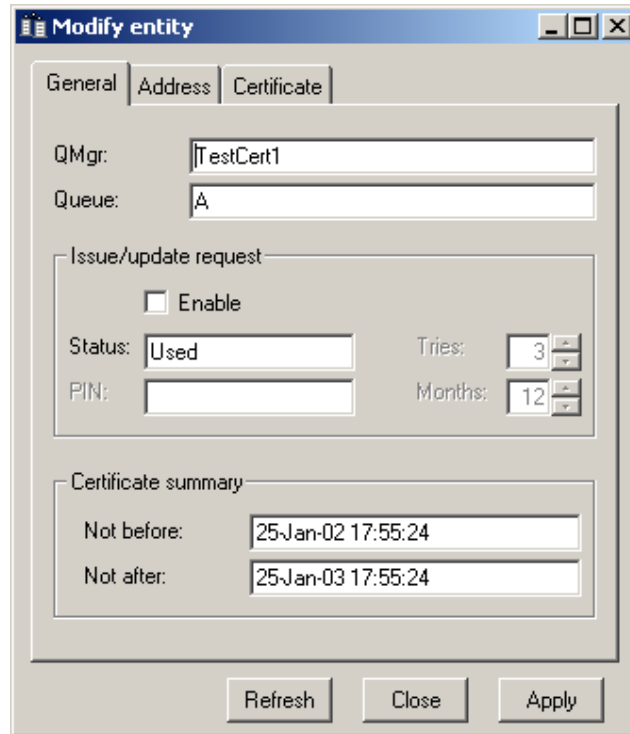 Modify entity
General Address Certificate
QMgr: TestCert1
Queue: A
Issue/update request
Enable
Status: Used Tries: 3
PIN: Months: 12
Certificate summary
Not before: 25-Jan-02 17:55:24
Not after: 25-Jan-03 17:55:24
Refresh Close Apply